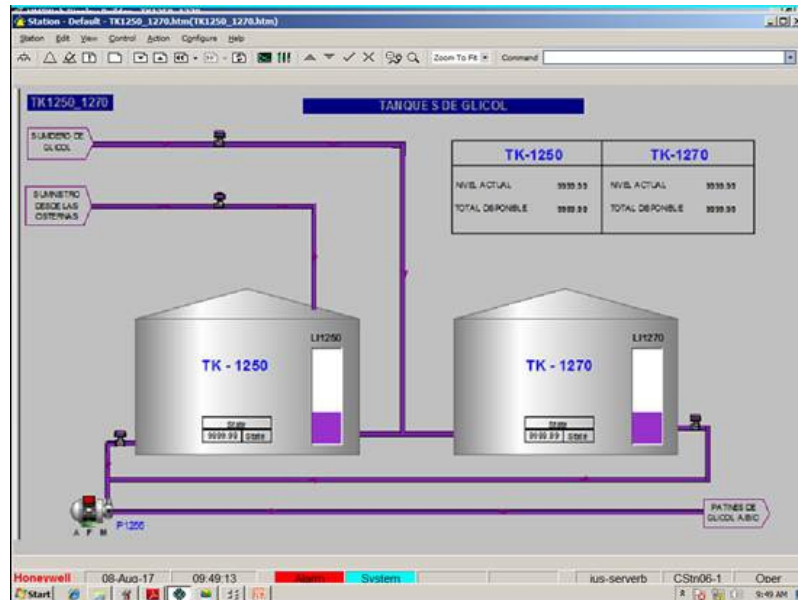 Station - Default - TK1250_1270.htm(TK1250_1270.htm)
Station Edit View Control Action Configure Help
Zoom To Fit Command
TK1250_1270
TANQUES DE GLICOL
SUMIDERO DE
GLICOL
SUMINISTRO
DESDE LAS
CISTERNAS
TK-1250 TK-1270
NIVEL ACTUAL 9999.99 NIVEL ACTUAL 9999.99
TOTAL DISPONIBLE 9999.99 TOTAL DISPONIBLE 9999.99
LI1250 LI1270
TK - 1250 TK - 1270
State State
9999.99 State 9999.99 State
P1255
A F M
PATINES DE
GLICOL A/B/C
Honeywell 08-Aug-17 09:49:13 Alarm System ius-serverb CStn06-1 Oper
Start 9:49 AM